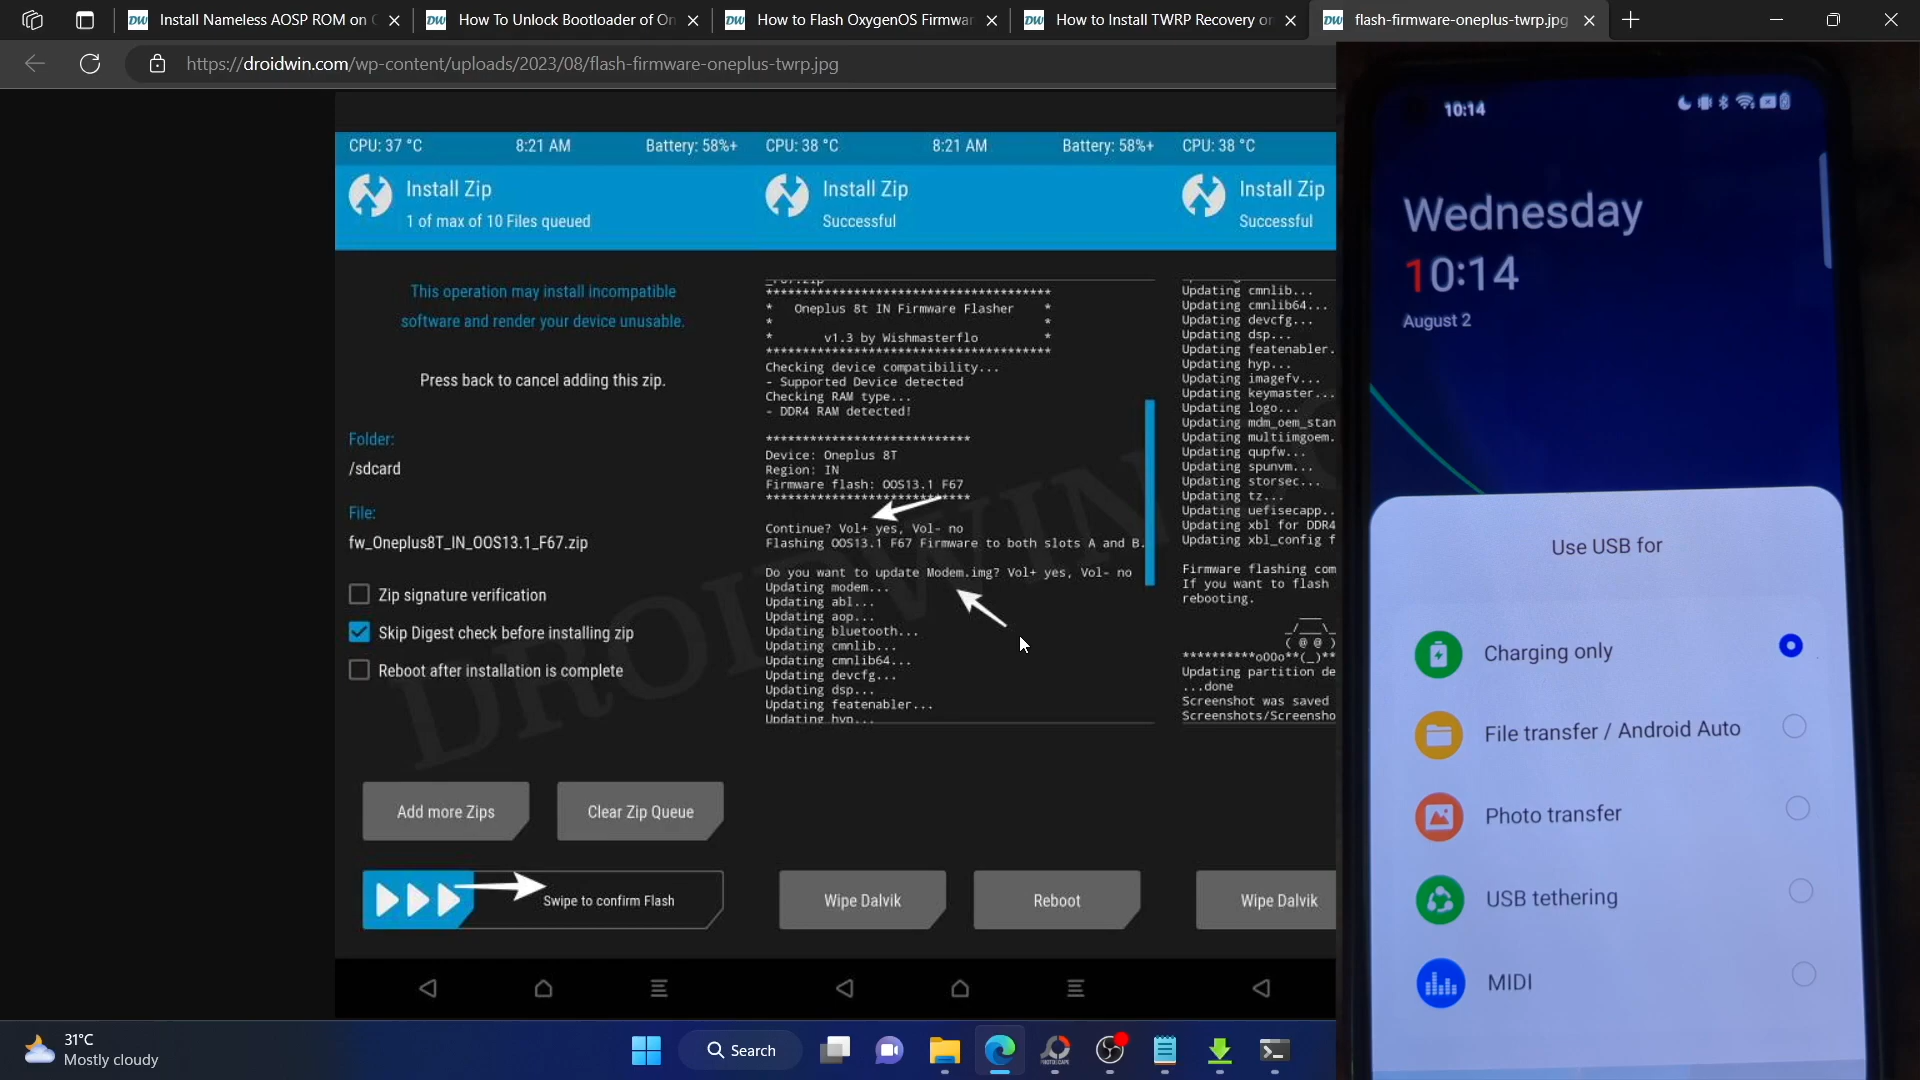 Install Nameless AOSP ROM on
How To Unlock Bootloader of On
How to Flash OxygenOS Firmwar
How to Install TWRP Recovery on
flash-firmware-oneplus-twrp.jpg
https://droidwin.com/wp-content/uploads/2023/08/flash-firmware-oneplus-twrp.jpg
CPU: 37 °C
8:21 AM
Battery: 58%+
Install Zip
1 of max of 10 Files queued
This operation may install incompatible
software and render your device unusable.
Press back to cancel adding this zip.
Folder:
/sdcard
File:
fw_Oneplus8T_IN_OOS13.1_F67.zip
Zip signature verification
Skip Digest check before installing zip
Reboot after installation is complete
Add more Zips
Clear Zip Queue
Swipe to confirm Flash
CPU: 38 °C
8:21 AM
Battery: 58%+
Install Zip
Successful
_F67.zip
****************************************
* Oneplus 8t IN Firmware Flasher *
* *
* v1.3 by Wishmasterflo *
****************************************
Checking device compatibility...
- Supported Device detected
Checking RAM type...
- DDR4 RAM detected!
****************************
Device: Oneplus 8T
Region: IN
Firmware flash: OOS13.1 F67
****************************
Continue? Vol+ yes, Vol- no
Flashing OOS13.1 F67 Firmware to both slots A and B.
Do you want to update Modem.img? Vol+ yes, Vol- no
Updating modem...
Updating abl...
Updating aop...
Updating bluetooth...
Updating cmnlib...
Updating cmnlib64...
Updating devcfg...
Updating dsp...
Updating featenabler...
Updating hyp...
Wipe Dalvik
Reboot
CPU: 38 °C
Install Zip
Successful
Updating cmnlib...
Updating cmnlib64...
Updating devcfg...
Updating dsp...
Updating featenabler.
Updating hyp...
Updating imagefv...
Updating keymaster...
Updating logo...
Updating mdm_oem_stan
Updating multiimgoem.
Updating qupfw...
Updating spunvm...
Updating storsec...
Updating tz...
Updating uefisecapp..
Updating xbl for DDR4
Updating xbl_config f
Firmware flashing com
If you want to flash
rebooting.
_/___\_
( @ @ )
**********oOOo**(_)**
Updating partition de
...done
Screenshot was saved
Screenshots/Screensho
Wipe Dalvik
DROIDWIN
10:14
Wednesday
10:14
August 2
Use USB for
Charging only
File transfer / Android Auto
Photo transfer
USB tethering
MIDI
31°C
Mostly cloudy
Search